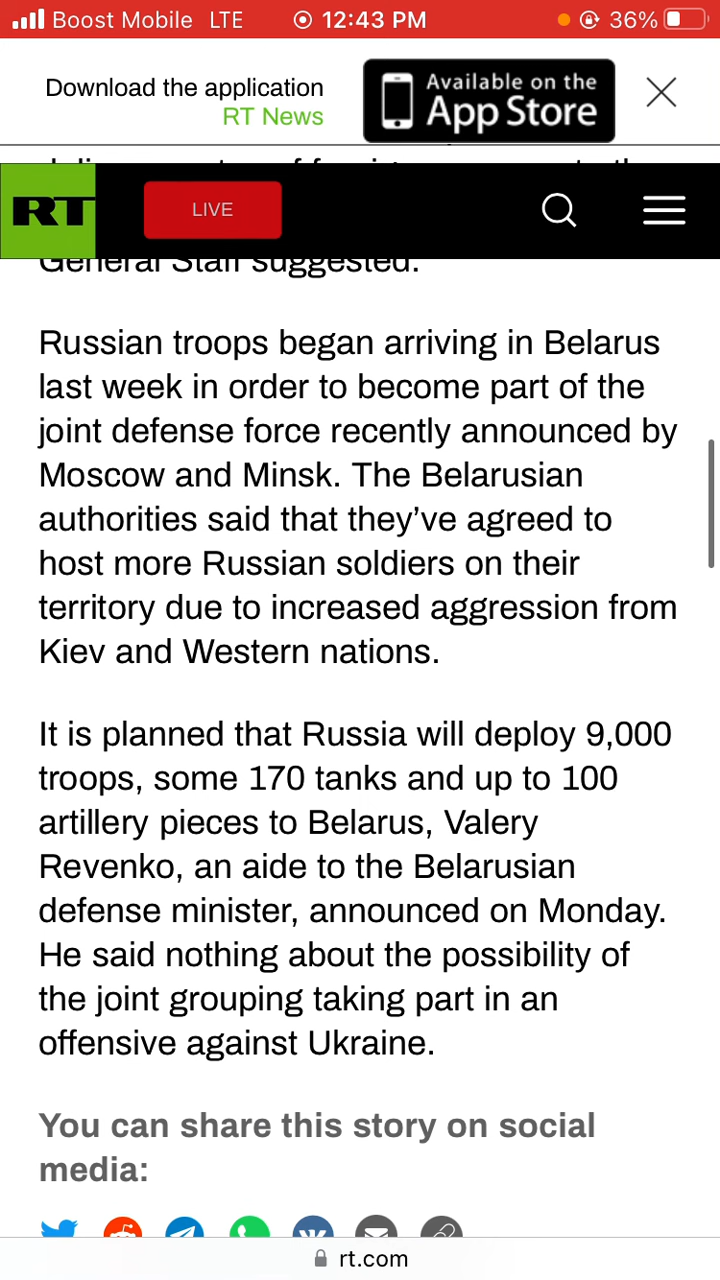 Boost Mobile LTE 12:43 PM 36%
Download the application
RT News
Available on the
App Store
RT
LIVE
General Staff suggested.
Russian troops began arriving in Belarus
last week in order to become part of the
joint defense force recently announced by
Moscow and Minsk. The Belarusian
authorities said that they've agreed to
host more Russian soldiers on their
territory due to increased aggression from
Kiev and Western nations.
It is planned that Russia will deploy 9,000
troops, some 170 tanks and up to 100
artillery pieces to Belarus, Valery
Revenko, an aide to the Belarusian
defense minister, announced on Monday.
He said nothing about the possibility of
the joint grouping taking part in an
offensive against Ukraine.
You can share this story on social
media:
rt.com